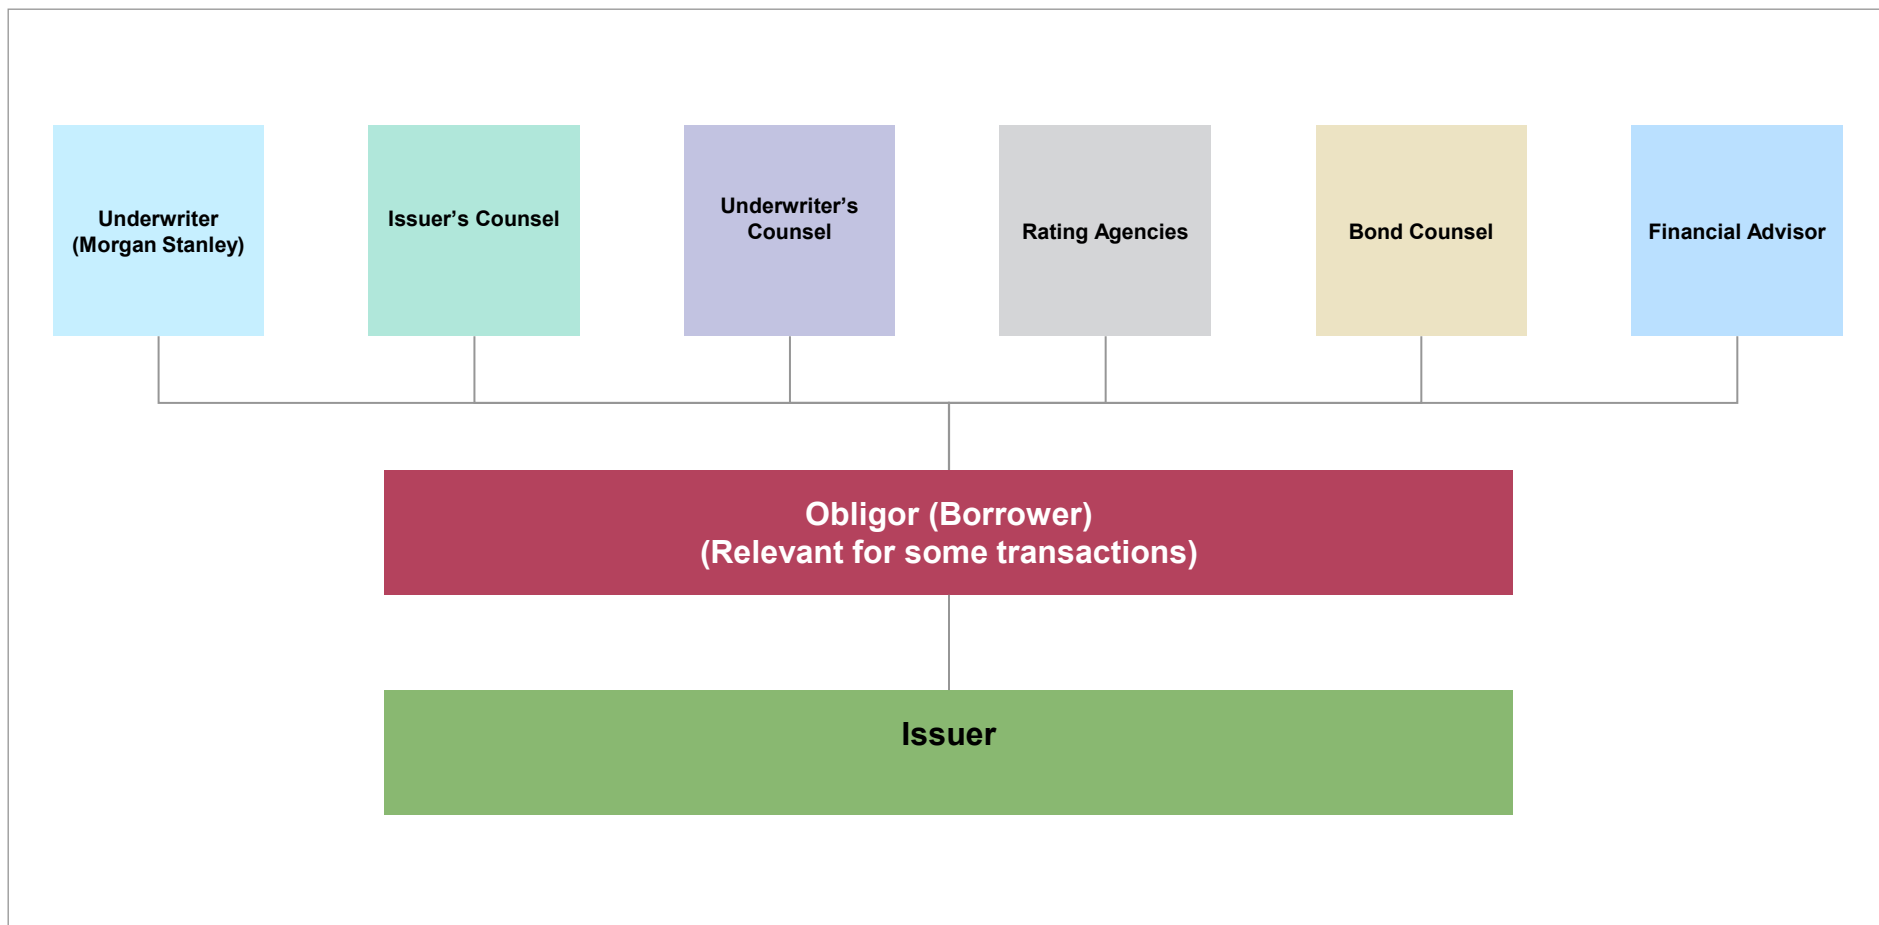 Underwriter
(Morgan Stanley)
Issuer’s Counsel
Underwriter’s
Counsel
Rating Agencies
Bond Counsel
Financial Advisor
Obligor (Borrower)
(Relevant for some transactions)
Issuer